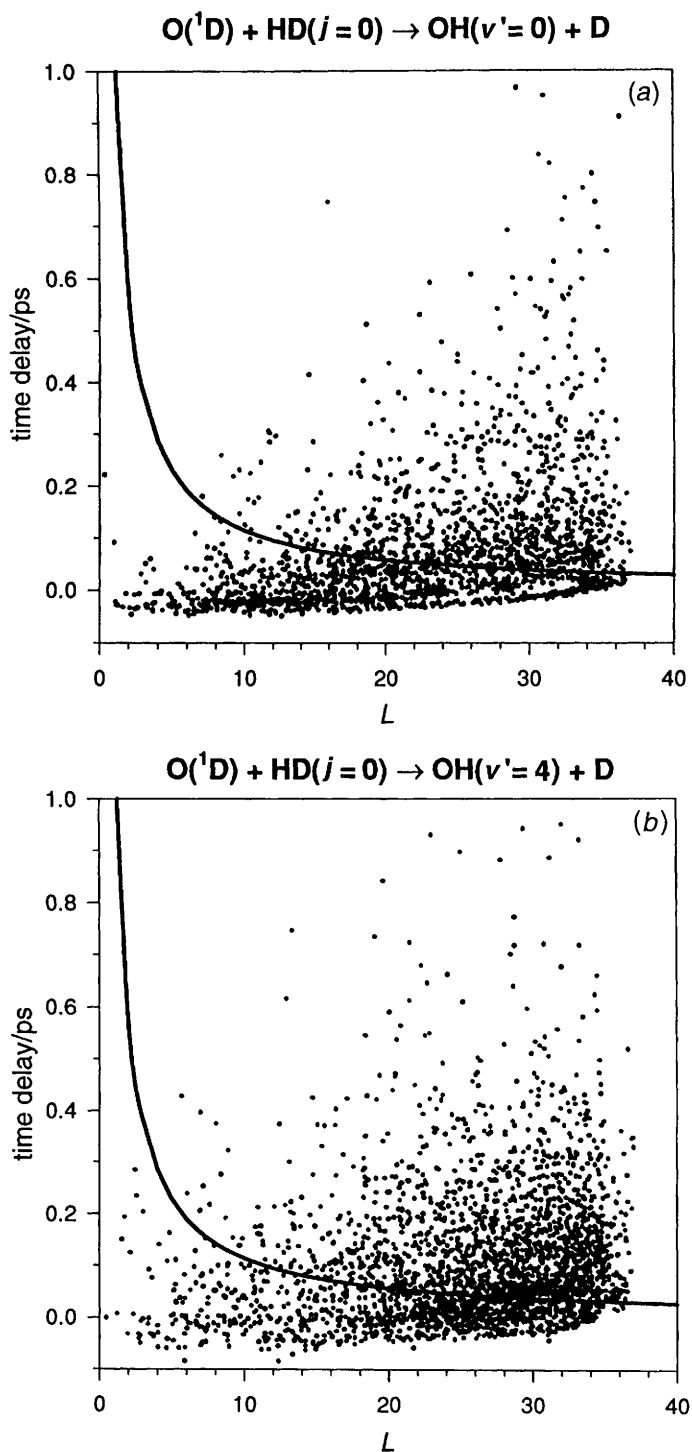 O(¹D) + HD(j = 0) → OH(v' = 0) + D
(a)
time delay/ps
1.0
0.8
0.6
0.4
0.2
0.0
0 10 20 30 40
L
O(¹D) + HD(j = 0) → OH(v' = 4) + D
(b)
time delay/ps
1.0
0.8
0.6
0.4
0.2
0.0
0 10 20 30 40
L